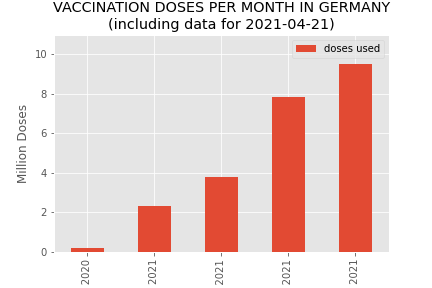 VACCINATION DOSES PER MONTH IN GERMANY
(including data for 2021-04-21)
doses used
Million Doses
10
8
6
4
2
0
2020
2021
2021
2021
2021